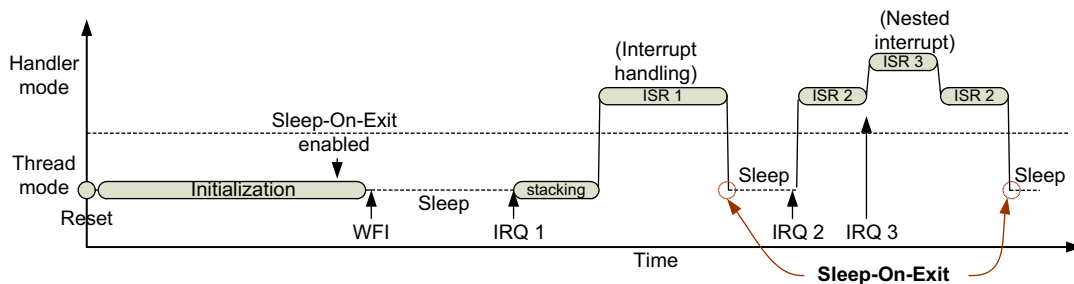 (Nested
interrupt)
(Interrupt
handling)
Handler
mode
ISR 3
ISR 1
ISR 2
ISR 2
Sleep-On-Exit
enabled
Thread
mode
Initialization
stacking
Sleep
Sleep
Sleep
Reset
WFI
IRQ 1
IRQ 2
IRQ 3
Time
Sleep-On-Exit